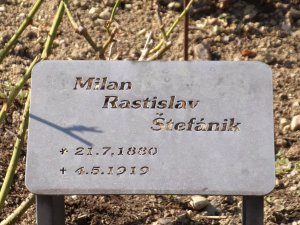 Milan
Rastislav
Štefánik
* 21.7.1880
+ 4.5.1919